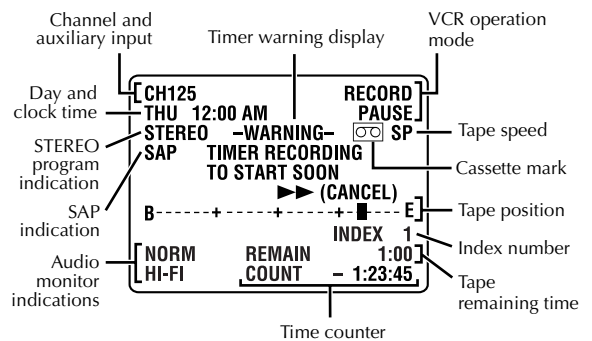 Channel and
auxiliary input
Timer warning display
VCR operation
mode
Day and
clock time
STEREO
program
indication
SAP
indication
Audio
monitor
indications
CH125 RECORD
THU 12:00 AM PAUSE
STEREO –WARNING– SP
SAP TIMER RECORDING
TO START SOON
►► (CANCEL)
B-----+-----+-----+--■---E
INDEX 1
NORM REMAIN 1:00
HI-FI COUNT – 1:23:45
Tape speed
Cassette mark
Tape position
Index number
Tape
remaining time
Time counter